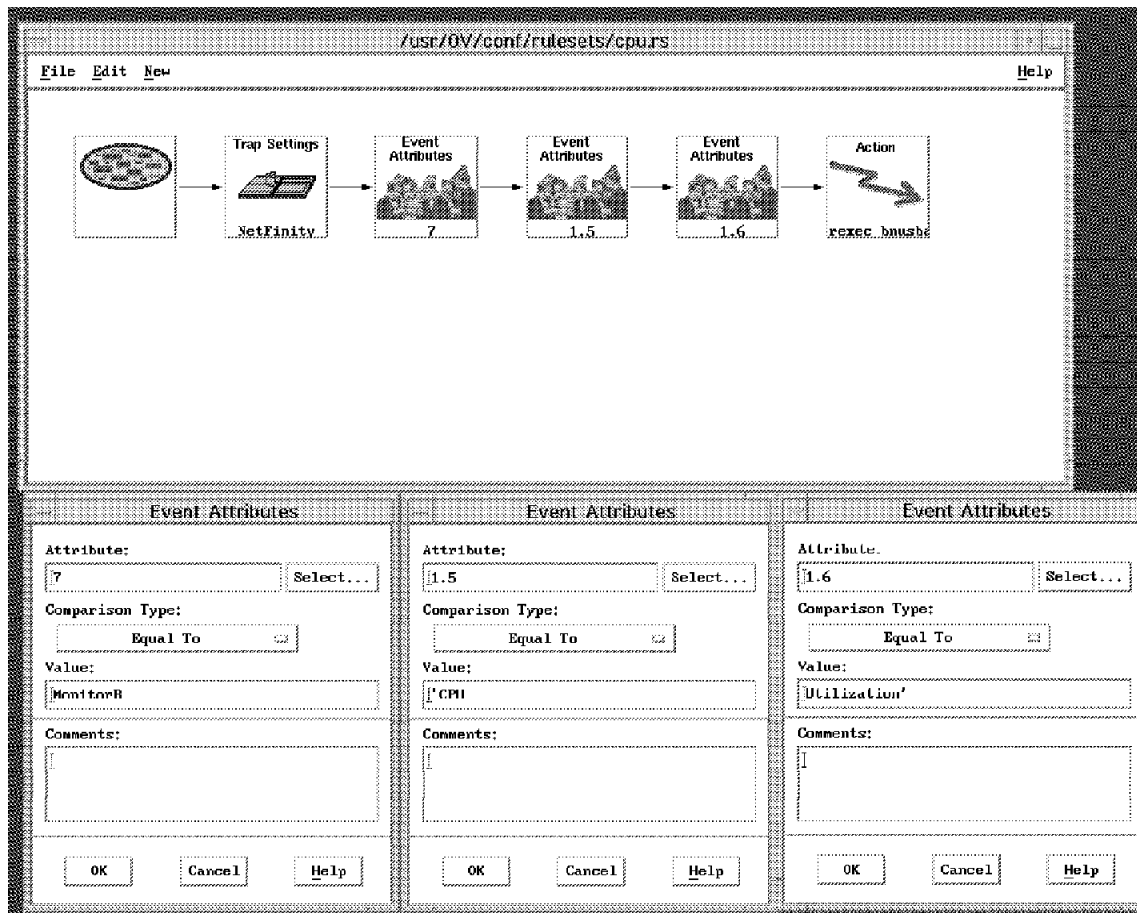 /usr/OV/conf/rulesets/cpu.rs
File Edit New Help
Trap Settings
NetFinity
Event
Attributes
7
Event
Attributes
1.5
Event
Attributes
1.6
Action
rexec bnusba
Event Attributes
Attribute:
7 Select...
Comparison Type:
Equal To
Value:
MonitorB
Comments:
OK Cancel Help
Event Attributes
Attribute:
1.5 Select...
Comparison Type:
Equal To
Value:
'CPU
Comments:
OK Cancel Help
Event Attributes
Attribute:
1.6 Select...
Comparison Type:
Equal To
Value:
Utilization'
Comments:
OK Cancel Help